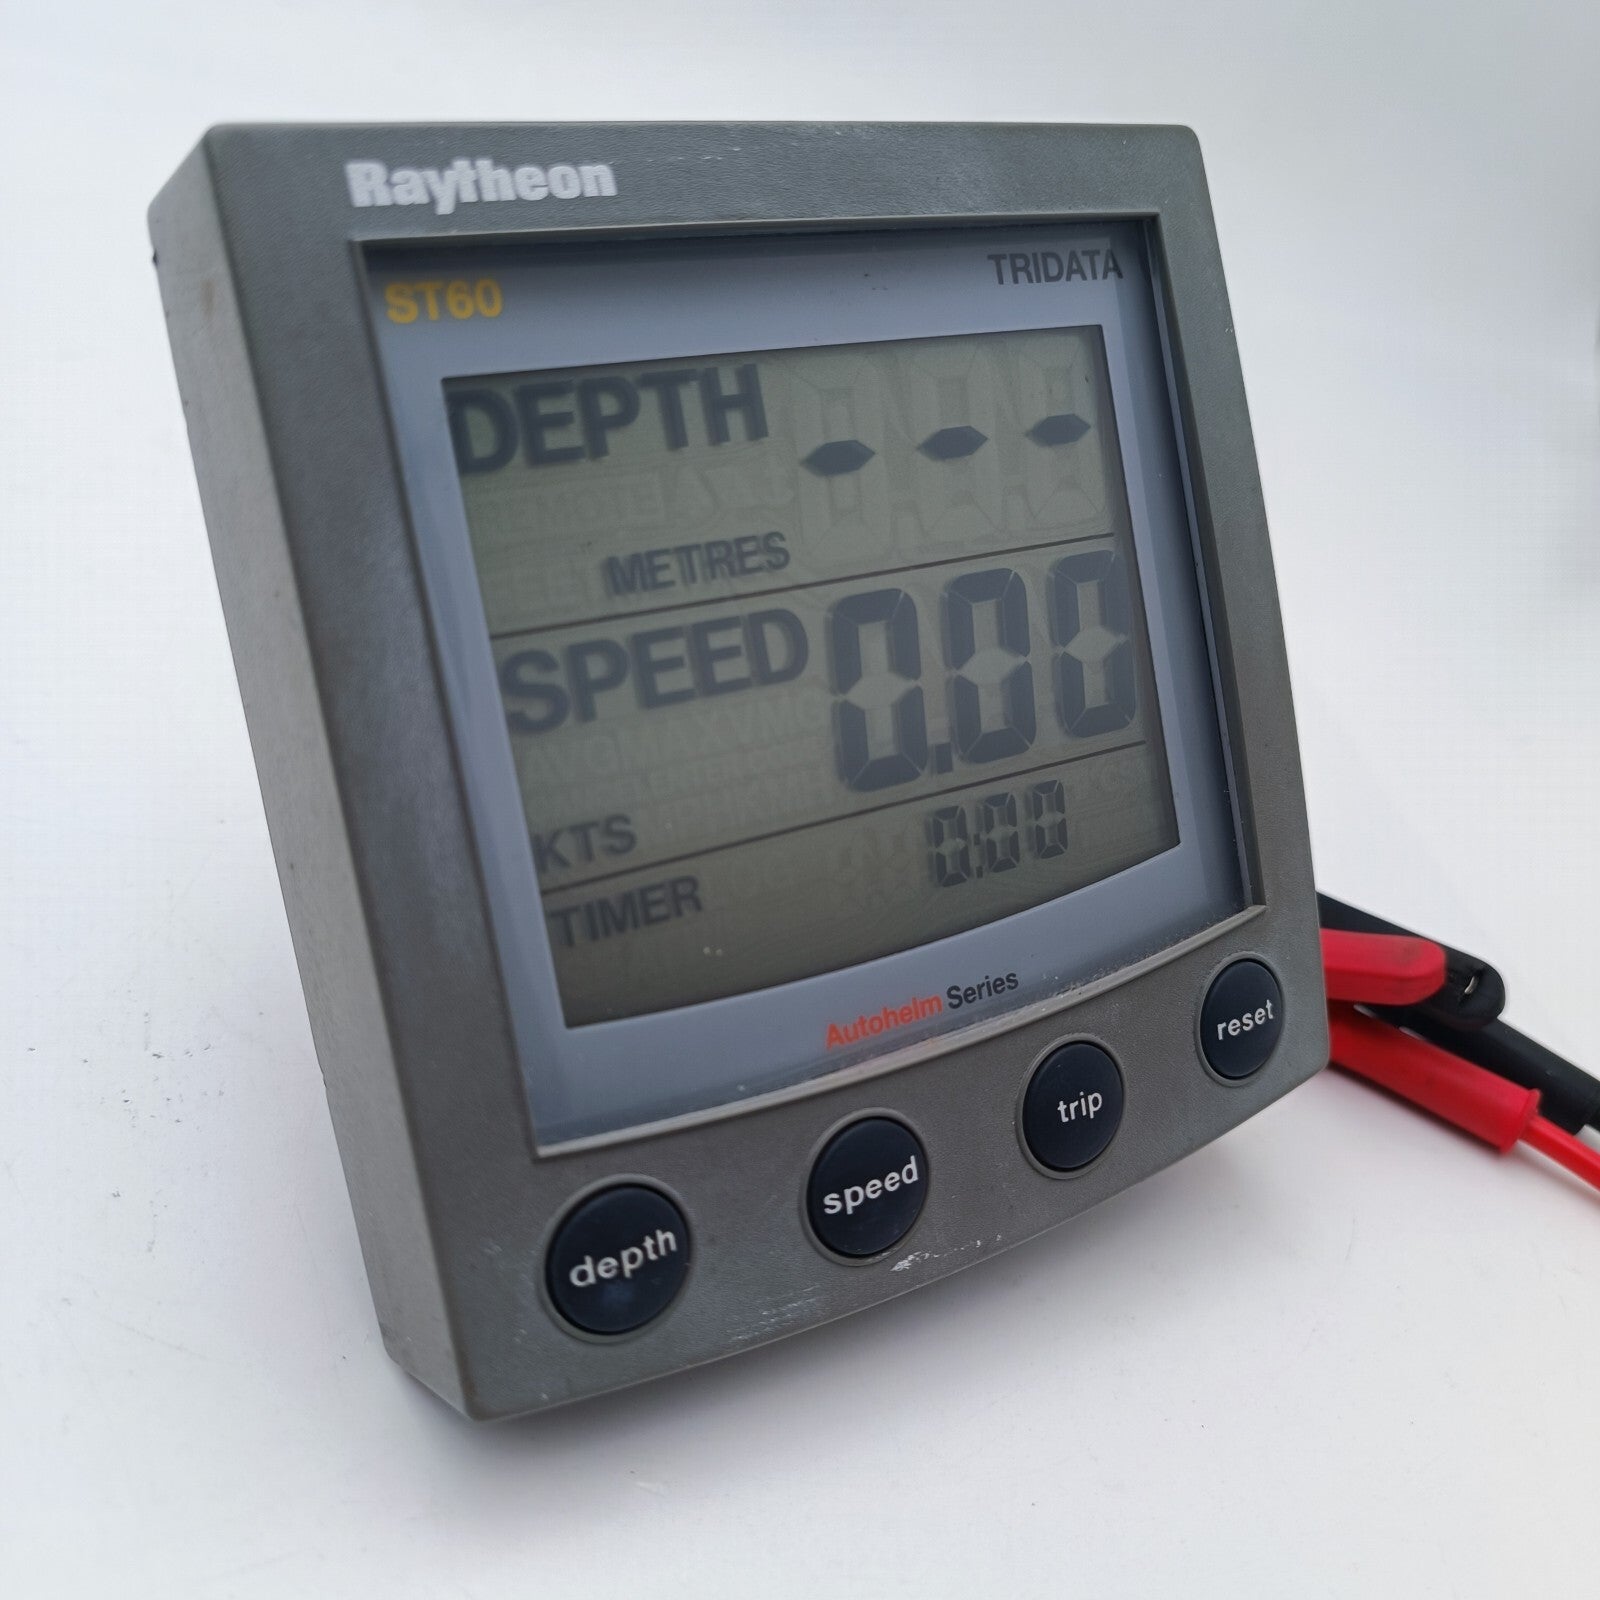 Raytheon
ST60 TRIDATA
DEPTH - - -
METRES
SPEED 0.00
KTS
TIMER 0:00
Autohelm Series
depth speed trip reset